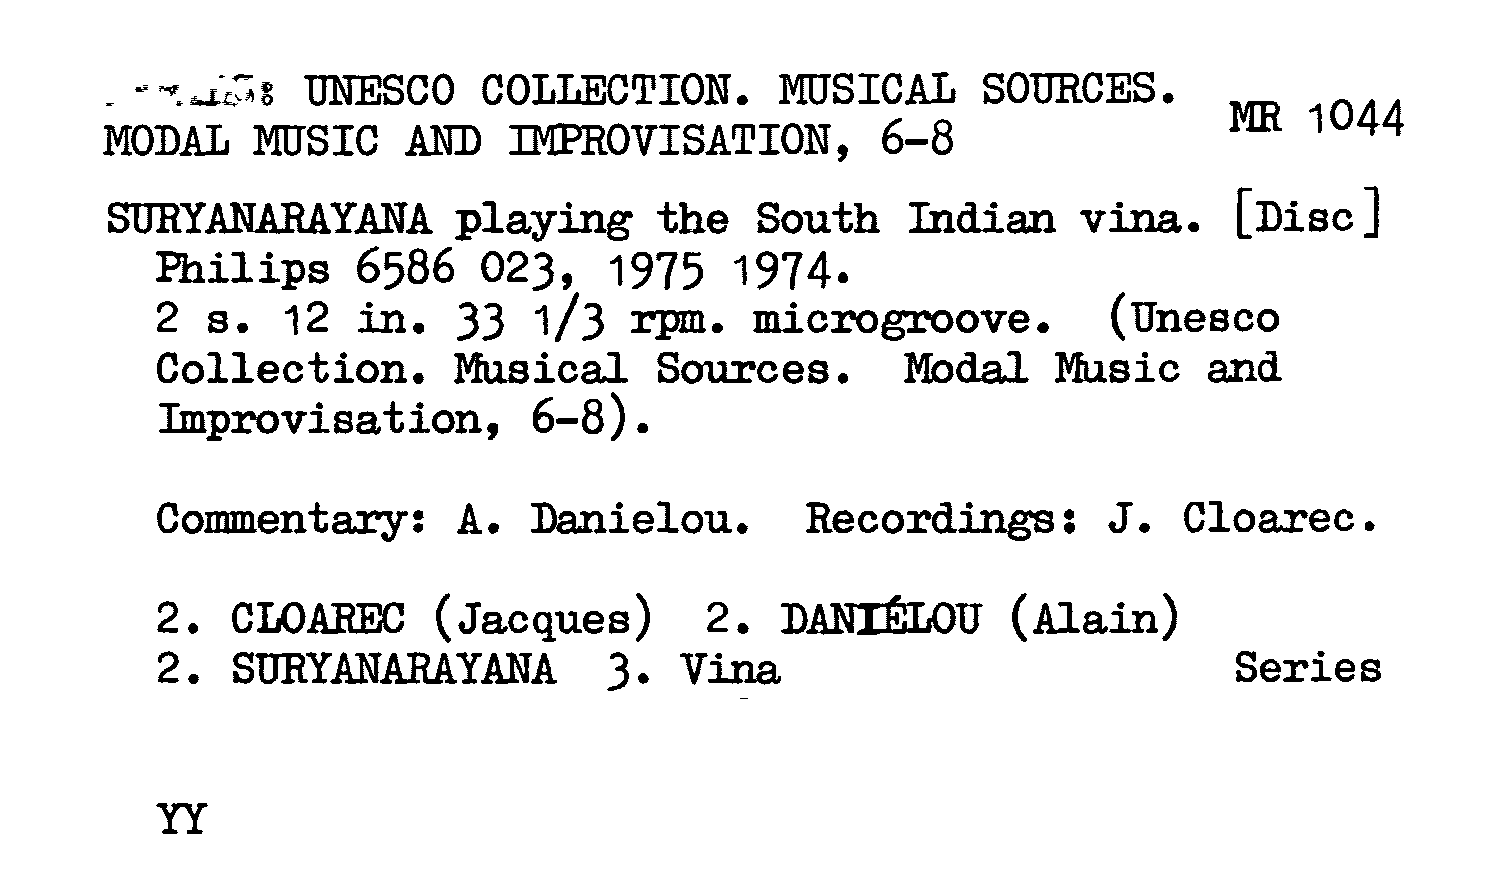 UNESCO COLLECTION. MUSICAL SOURCES.
MODAL MUSIC AND IMPROVISATION, 6-8
MR 1044
SURYANARAYANA playing the South Indian vina. [Disc]
Philips 6586 023, 1975 1974.
2 s. 12 in. 33 1/3 rpm. microgroove. (Unesco
Collection. Musical Sources. Modal Music and
Improvisation, 6-8).
Commentary: A. Danielou. Recordings: J. Cloarec.
2. CLOAREC (Jacques) 2. DANIÉLOU (Alain)
2. SURYANARAYANA 3. Vina Series
YY